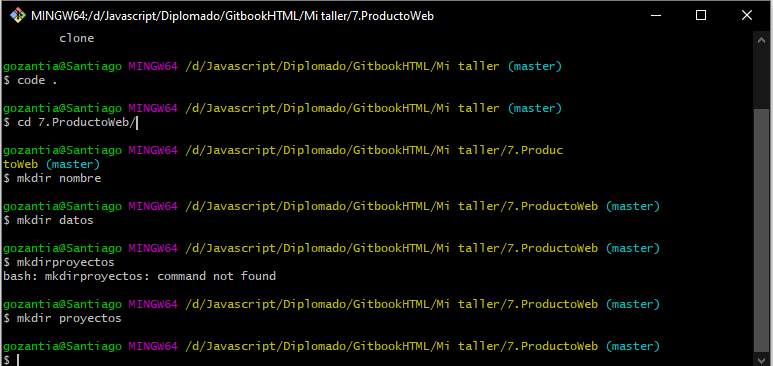 MINGW64:/d/Javascript/Diplomado/GitbookHTML/Mi taller/7.ProductoWeb
clone
gozantia@Santiago MINGW64 /d/Javascript/Diplomado/GitbookHTML/Mi taller (master)
$ code .
gozantia@Santiago MINGW64 /d/Javascript/Diplomado/GitbookHTML/Mi taller (master)
$ cd 7.ProductoWeb/
gozantia@Santiago MINGW64 /d/Javascript/Diplomado/GitbookHTML/Mi taller/7.Produc
toWeb (master)
$ mkdir nombre
gozantia@Santiago MINGW64 /d/Javascript/Diplomado/GitbookHTML/Mi taller/7.ProductoWeb (master)
$ mkdir datos
gozantia@Santiago MINGW64 /d/Javascript/Diplomado/GitbookHTML/Mi taller/7.ProductoWeb (master)
$ mkdirproyectos
bash: mkdirproyectos: command not found
gozantia@Santiago MINGW64 /d/Javascript/Diplomado/GitbookHTML/Mi taller/7.ProductoWeb (master)
$ mkdir proyectos
gozantia@Santiago MINGW64 /d/Javascript/Diplomado/GitbookHTML/Mi taller/7.ProductoWeb (master)
$